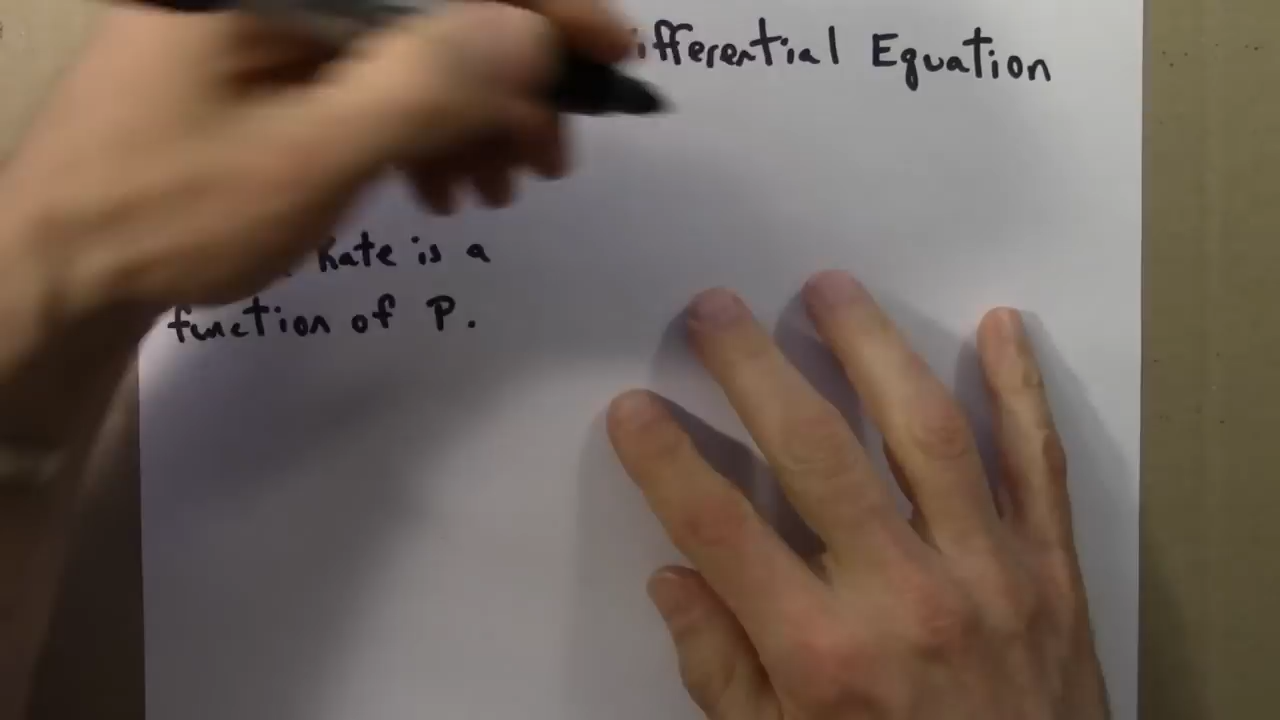 ifferential Equation
Rate is a
function of P.